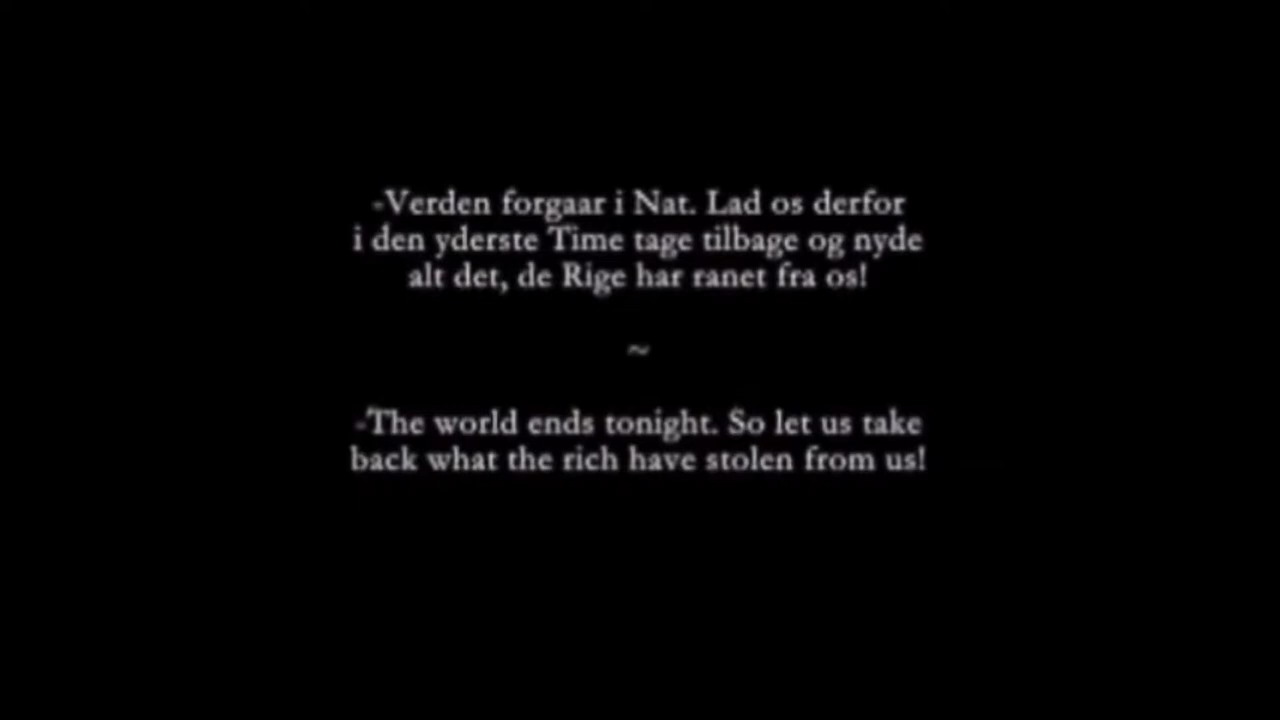 -Verden forgaar i Nat. Lad os derfor
i den yderste Time tage tilbage og nyde
alt det, de Rige har ranet fra os!
~
-The world ends tonight. So let us take
back what the rich have stolen from us!